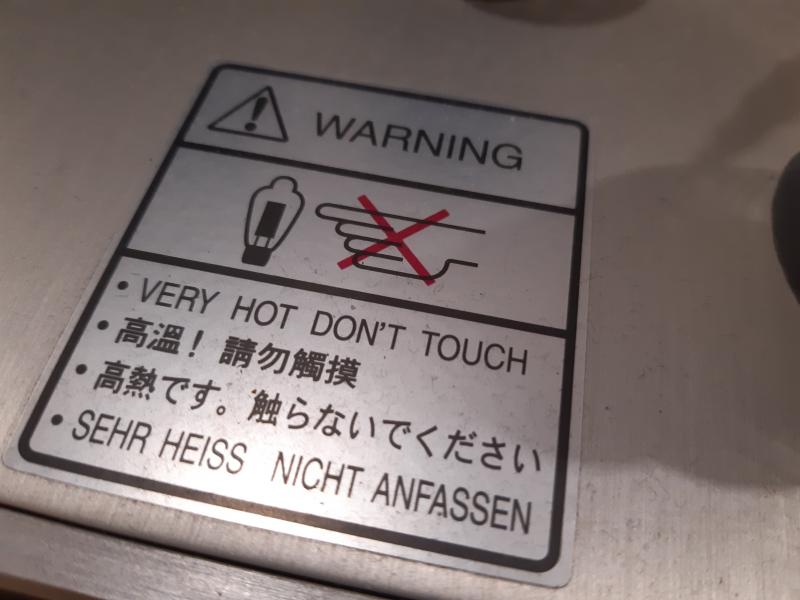 WARNING
• VERY HOT DON'T TOUCH
• 高溫！請勿觸摸
• 高熱です。触らないでください
• SEHR HEISS NICHT ANFASSEN